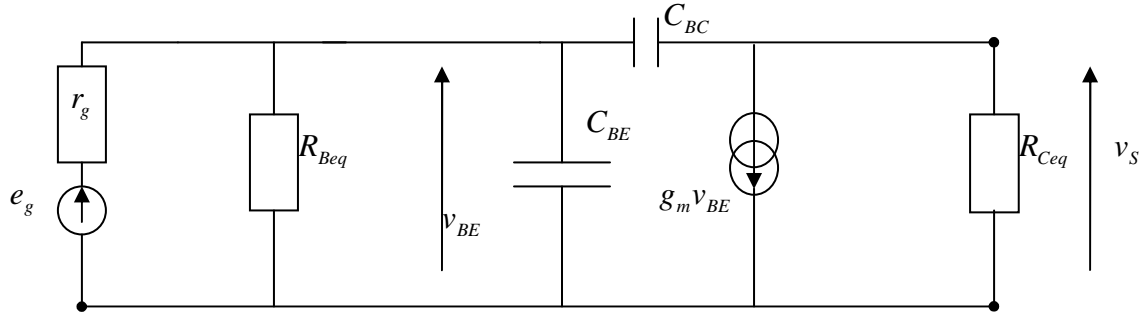 C_BC
r_g
C_BE
R_Beq
R_Ceq
v_S
e_g
g_m v_BE
v_BE